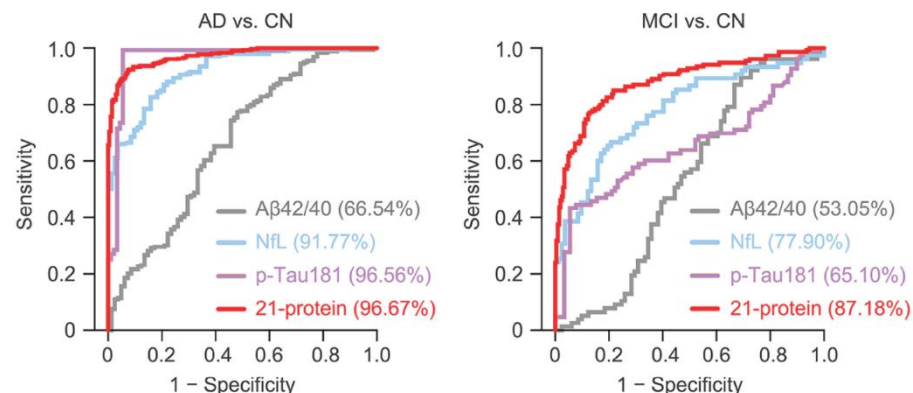 AD vs. CN
1.0
0.8
0.6
0.4
0.2
0
Sensitivity
Aβ42/40 (66.54%)
NfL (91.77%)
p-Tau181 (96.56%)
21-protein (96.67%)
0 0.2 0.4 0.6 0.8 1.0
1 − Specificity
MCI vs. CN
1.0
0.8
0.6
0.4
0.2
0
Sensitivity
Aβ42/40 (53.05%)
NfL (77.90%)
p-Tau181 (65.10%)
21-protein (87.18%)
0 0.2 0.4 0.6 0.8 1.0
1 − Specificity